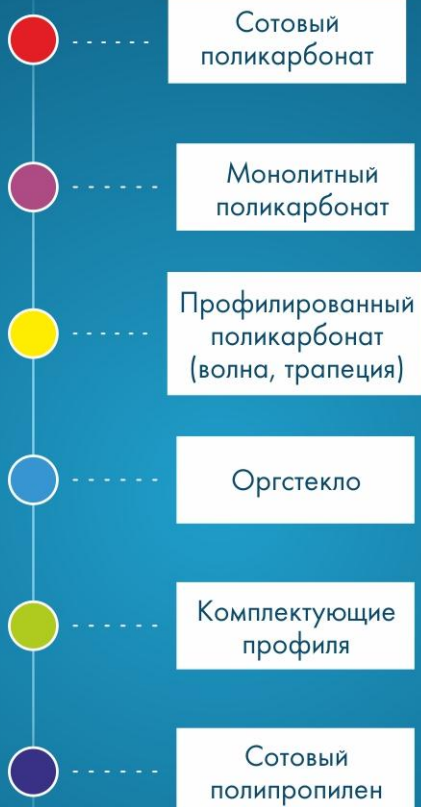 Сотовый
поликарбонат
Монолитный
поликарбонат
Профилированный
поликарбонат
(волна, трапеция)
Оргстекло
Комплектующие
профиля
Сотовый
полипропилен